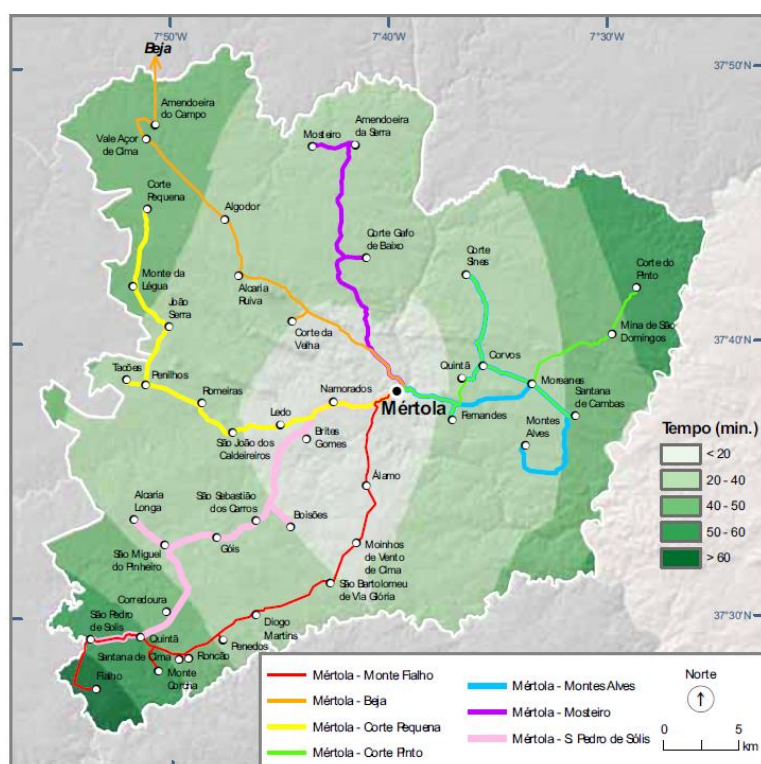 7°50'W
7°40'W
7°30'W
Beja
37°50'N
Amendoeira
do Campo
Vale Açor
de Cima
Mosteiro
Amendoeira
da Serra
Corte
Pequena
Algodor
Corte Gafo
de Baixo
Corte
Sines
Corte do
Pinto
Monte da
Légua
Alcaria
Ruiva
João
Serra
Corte da
Velha
Mina de São
Domingos
37°40'N
Tacões
Penilhos
Quintã
Corvos
Moreanes
Romeiras
Namorados
Mértola
Fernandes
Santana
de Cambas
Ledo
Montes
Alves
São João dos
Caldeireiros
Brites
Gomes
Tempo (min.)
< 20
20 - 40
40 - 50
50 - 60
> 60
Álamo
Alcaria
Longa
São Sebastião
dos Carros
Boisões
Góis
São Miguel
do Pinheiro
Moinhos
de Vento
de Cima
São Bartolomeu
de Via Glória
Corredoura
37°30'N
São Pedro
de Solis
Diogo
Martins
Quintã
Penedos
Santana de Cima
Roncão
Monte
Corcha
Fialho
Mértola - Monte Fialho
Mértola - Beja
Mértola - Corte Pequena
Mértola - Corte Pinto
Mértola - Montes Alves
Mértola - Mosteiro
Mértola - S. Pedro de Sólis
Norte
0
5
km